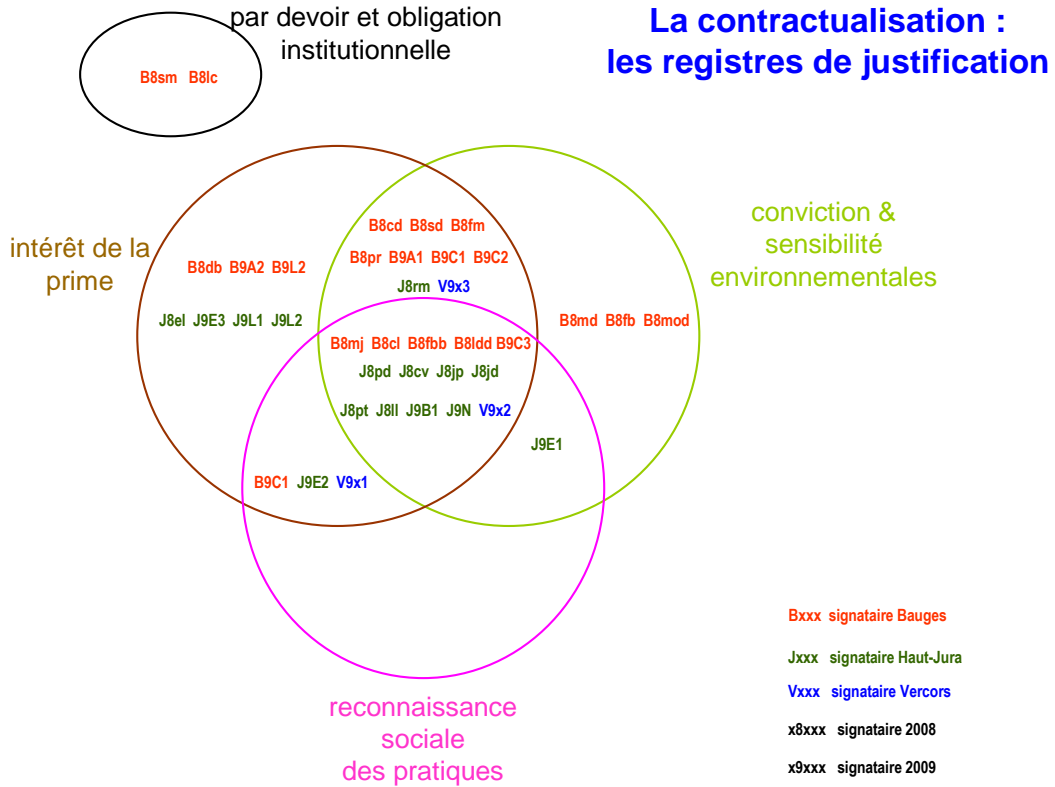 par devoir et obligation
institutionnelle
La contractualisation :
les registres de justification
B8sm B8lc
intérêt de la
prime
conviction &
sensibilité
environnementales
B8cd B8sd B8fm
B8pr B9A1 B9C1 B9C2
J8rm V9x3
B8db B9A2 B9L2
J8el J9E3 J9L1 J9L2
B8md B8fb B8mod
B8mj B8cl B8fbb B8ldd B9C3
J8pd J8cv J8jp J8jd
J8pt J8ll J9B1 J9N V9x2
J9E1
B9C1 J9E2 V9x1
reconnaissance
sociale
des pratiques
Bxxx signataire Bauges
Jxxx signataire Haut-Jura
Vxxx signataire Vercors
x8xxx signataire 2008
x9xxx signataire 2009